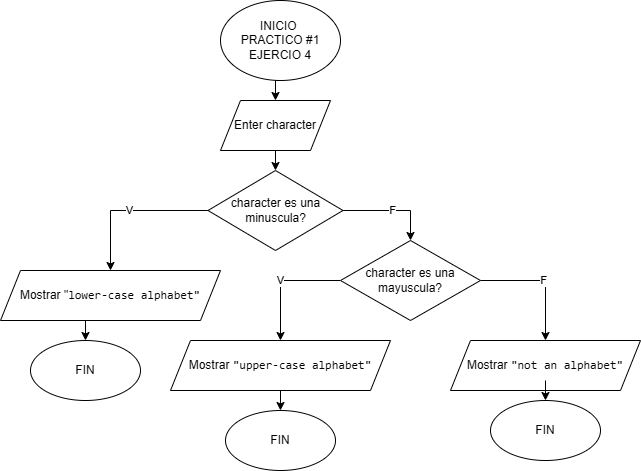 INICIO
PRACTICO #1
EJERCIO 4
Enter character
character es una
minuscula?
V
F
character es una
mayuscula?
V
F
Mostrar "lower-case alphabet"
FIN
Mostrar "upper-case alphabet"
Mostrar "not an alphabet"
FIN
FIN